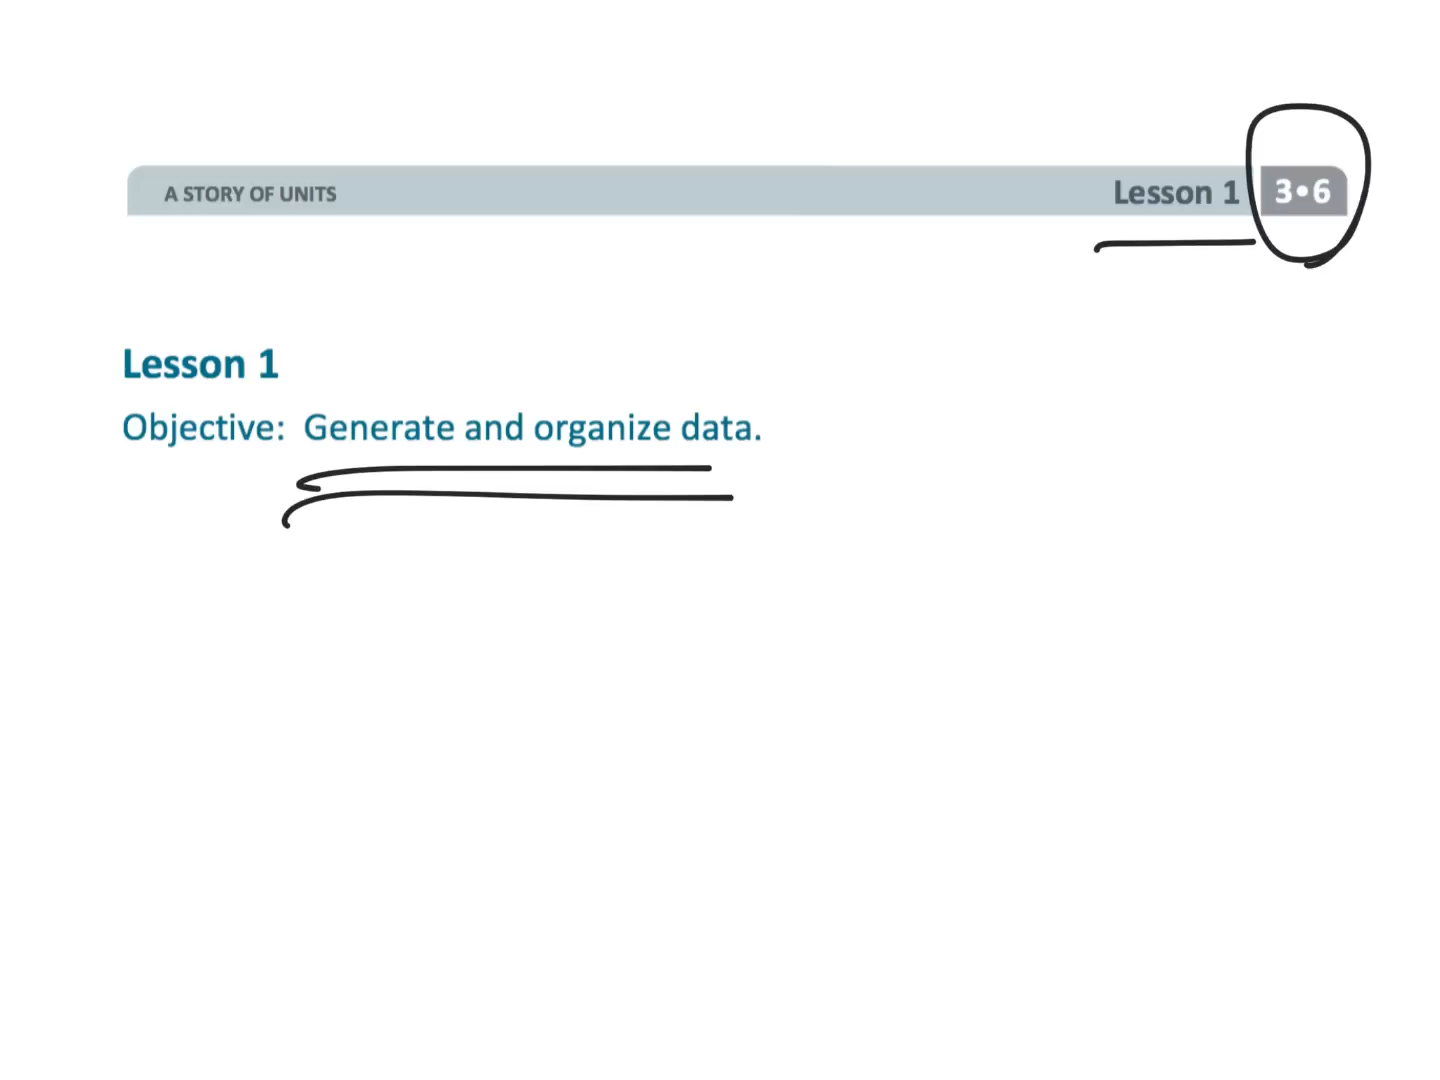 A STORY OF UNITS
Lesson 1 3•6
Lesson 1
Objective: Generate and organize data.